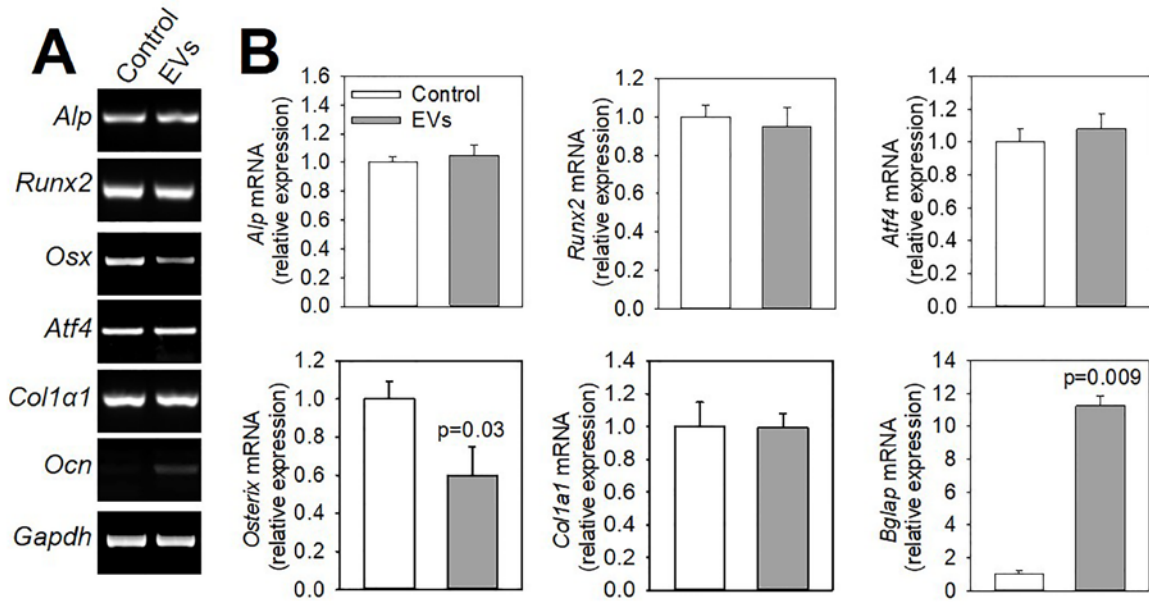 A
Control
EVs
Alp
Runx2
Osx
Atf4
Col1α1
Ocn
Gapdh
B
Alp mRNA
(relative expression)
1.6
1.4
1.2
1.0
0.8
0.6
0.4
0.2
0.0
Control
EVs
Runx2 mRNA
(relative expression)
1.2
1.0
0.8
0.6
0.4
0.2
0.0
Atf4 mRNA
(relative expression)
1.4
1.2
1.0
0.8
0.6
0.4
0.2
0.0
Osterix mRNA
(relative expression)
1.2
1.0
0.8
0.6
0.4
0.2
0.0
p=0.03
Col1a1 mRNA
(relative expression)
1.4
1.2
1.0
0.8
0.6
0.4
0.2
0.0
Bglap mRNA
(relative expression)
14
12
10
8
6
4
2
0
p=0.009